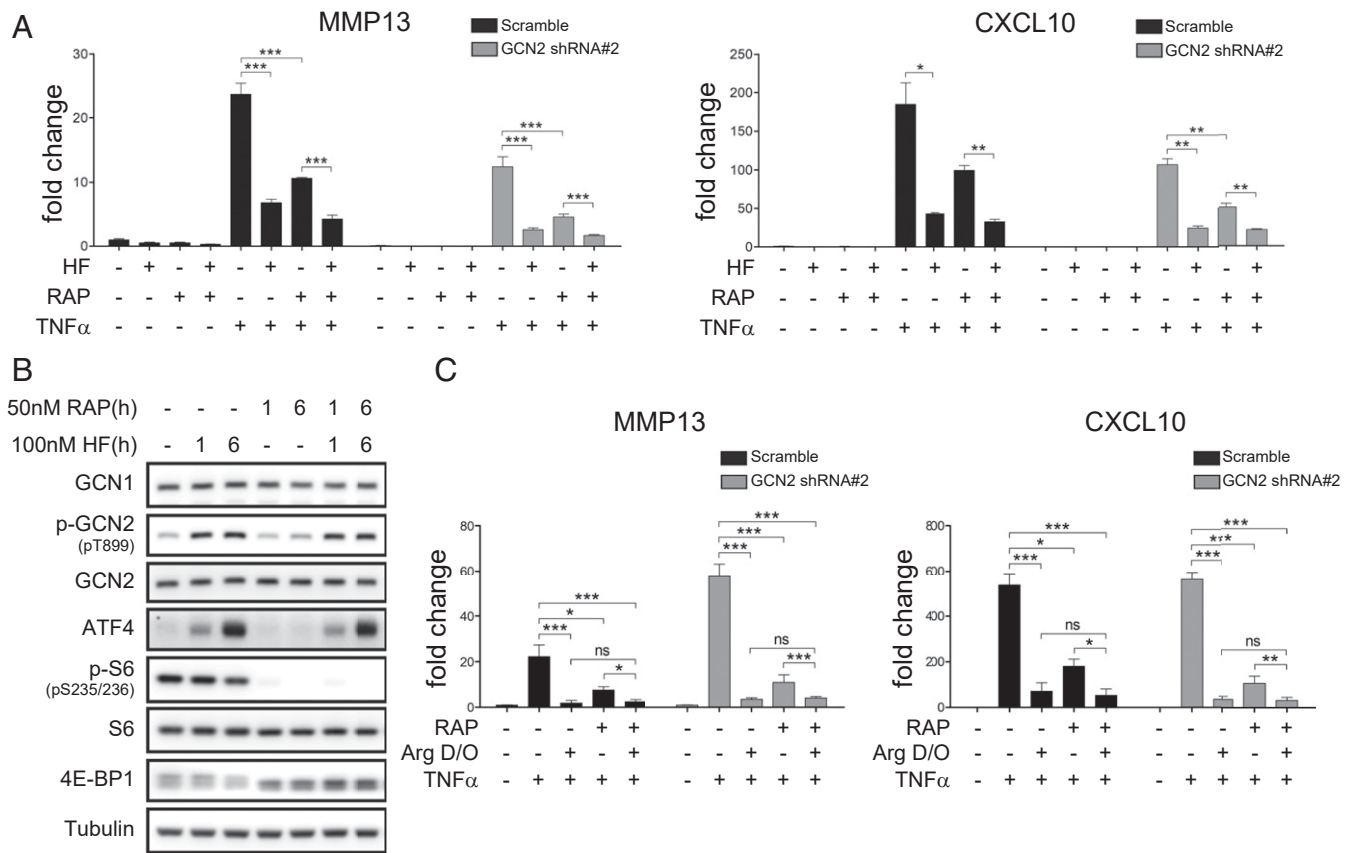 A
MMP13
Scramble
GCN2 shRNA#2
fold change
30
20
10
0
*** *** *** *** *** ***
HF - + - + - + - + - + - + - + - +
RAP - - + + - - + + - - + + - - + +
TNFα - - - - + + + + - - - - + + + +
CXCL10
Scramble
GCN2 shRNA#2
fold change
250
200
150
100
50
0
* ** ** ** **
HF - + - + - + - + - + - + - + - +
RAP - - + + - - + + - - + + - - + +
TNFα - - - - + + + + - - - - + + + +
B
50nM RAP(h) - - - 1 6 1 6
100nM HF(h) - 1 6 - - 1 6
GCN1
p-GCN2
(pT899)
GCN2
ATF4
p-S6
(pS235/236)
S6
4E-BP1
Tubulin
C
MMP13
Scramble
GCN2 shRNA#2
fold change
80
60
40
20
0
*** * *** ns * *** *** *** ns ***
RAP - - - + + - - - + +
Arg D/O - - + - + - - + - +
TNFα - + + + + - + + + +
CXCL10
Scramble
GCN2 shRNA#2
fold change
800
600
400
200
0
*** * *** ns * *** *** *** ns **
RAP - - - + + - - - + +
Arg D/O - - + - + - - + - +
TNFα - + + + + - + + + +